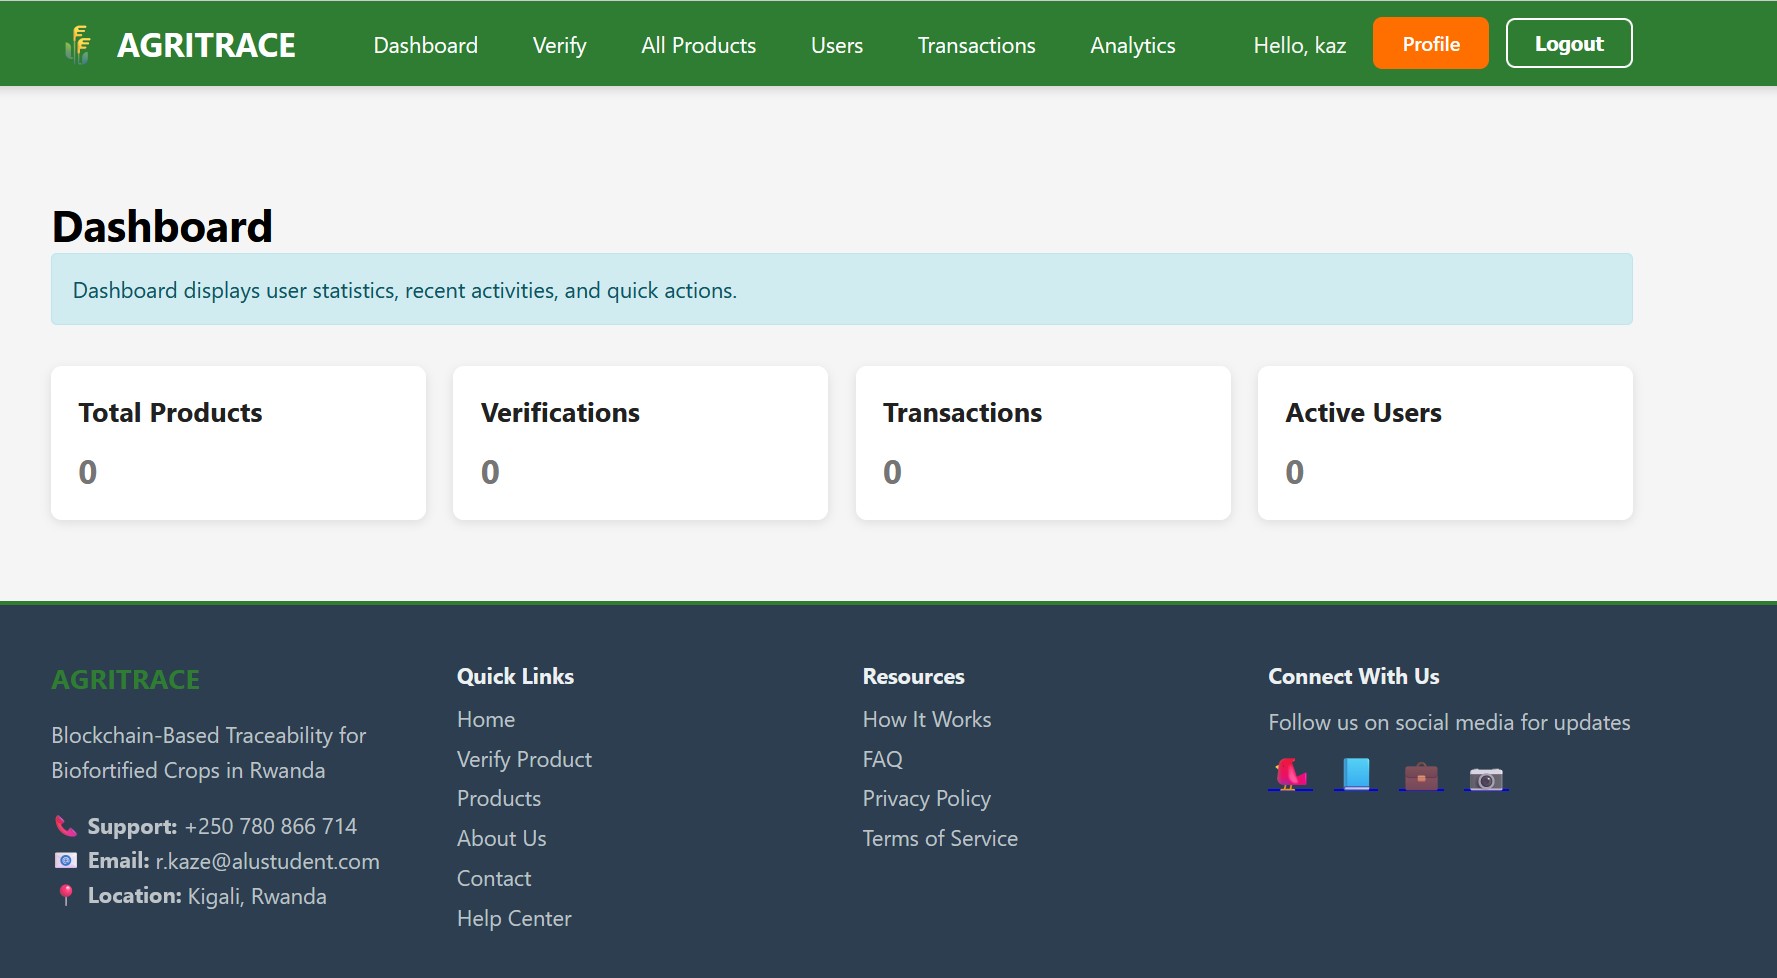 AGRITRACE
Dashboard
Verify
All Products
Users
Transactions
Analytics
Hello, kaz
Profile
Logout
Dashboard
Dashboard displays user statistics, recent activities, and quick actions.
Total Products
0
Verifications
0
Transactions
0
Active Users
0
AGRITRACE
Blockchain-Based Traceability for
Biofortified Crops in Rwanda
Support: +250 780 866 714
Email: r.kaze@alustudent.com
Location: Kigali, Rwanda
Quick Links
Home
Verify Product
Products
About Us
Contact
Help Center
Resources
How It Works
FAQ
Privacy Policy
Terms of Service
Connect With Us
Follow us on social media for updates